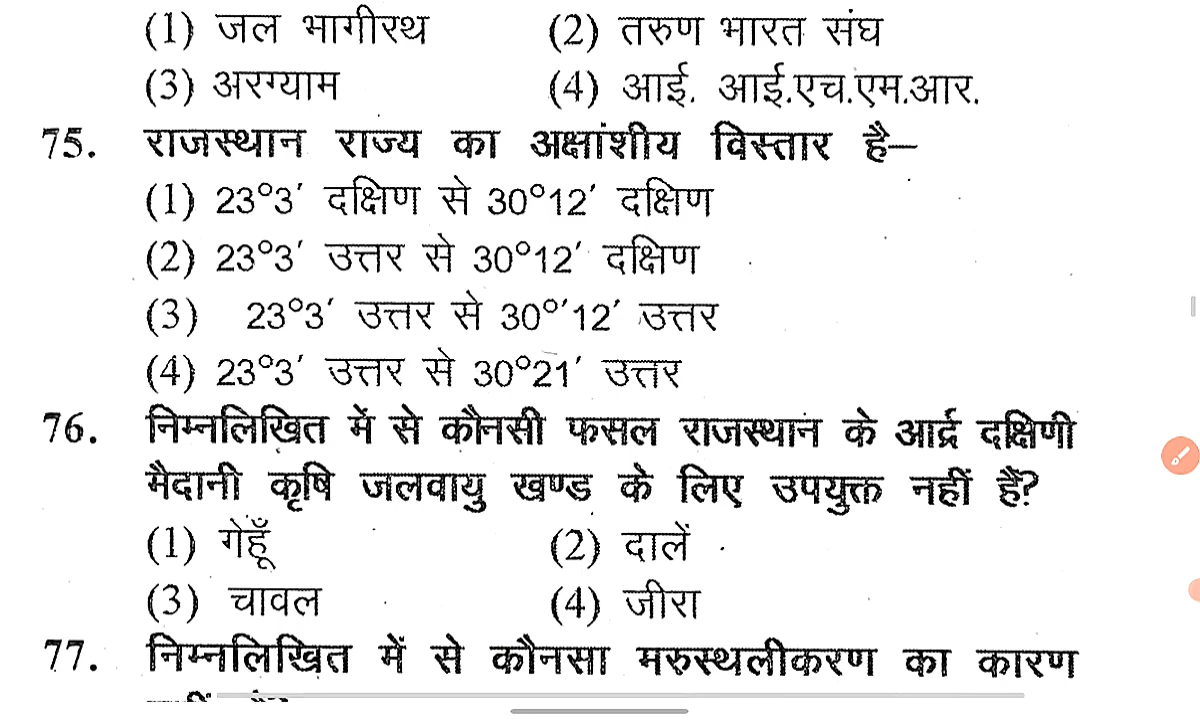 (1) जल भागीरथ (2) तरुण भारत संघ
(3) अरग्याम (4) आई. आई.एच.एम.आर.
75. राजस्थान राज्य का अक्षांशीय विस्तार है–
(1) 23°3′ दक्षिण से 30°12′ दक्षिण
(2) 23°3′ उत्तर से 30°12′ दक्षिण
(3) 23°3′ उत्तर से 30°′12′ उत्तर
(4) 23°3′ उत्तर से 30°21′ उत्तर
76. निम्नलिखित में से कौनसी फसल राजस्थान के आर्द्र दक्षिणी
मैदानी कृषि जलवायु खण्ड के लिए उपयुक्त नहीं हैं?
(1) गेहूँ (2) दालें
(3) चावल (4) जीरा
77. निम्नलिखित में से कौनसा मरुस्थलीकरण का कारण